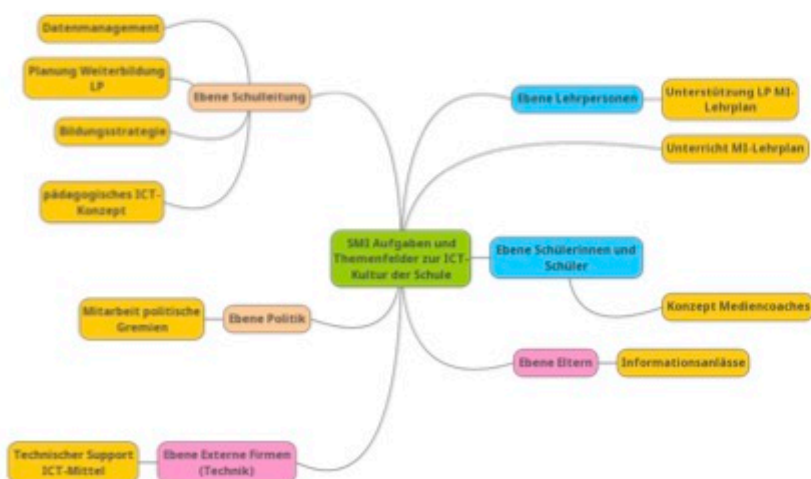 Datenmanagement
Planung Weiterbildung
LP
Ebene Schulleitung
Bildungsstrategie
pädagogisches ICT-
Konzept
Ebene Lehrpersonen
Unterstützung LP MI-
Lehrplan
Unterricht MI-Lehrplan
SMI Aufgaben und
Themenfelder zur ICT-
Kultur der Schule
Ebene Schülerinnen und
Schüler
Konzept Mediencoaches
Mitarbeit politische
Gremien
Ebene Politik
Ebene Eltern
Informationsanlässe
Technischer Support
ICT-Mittel
Ebene Externe Firmen
(Technik)